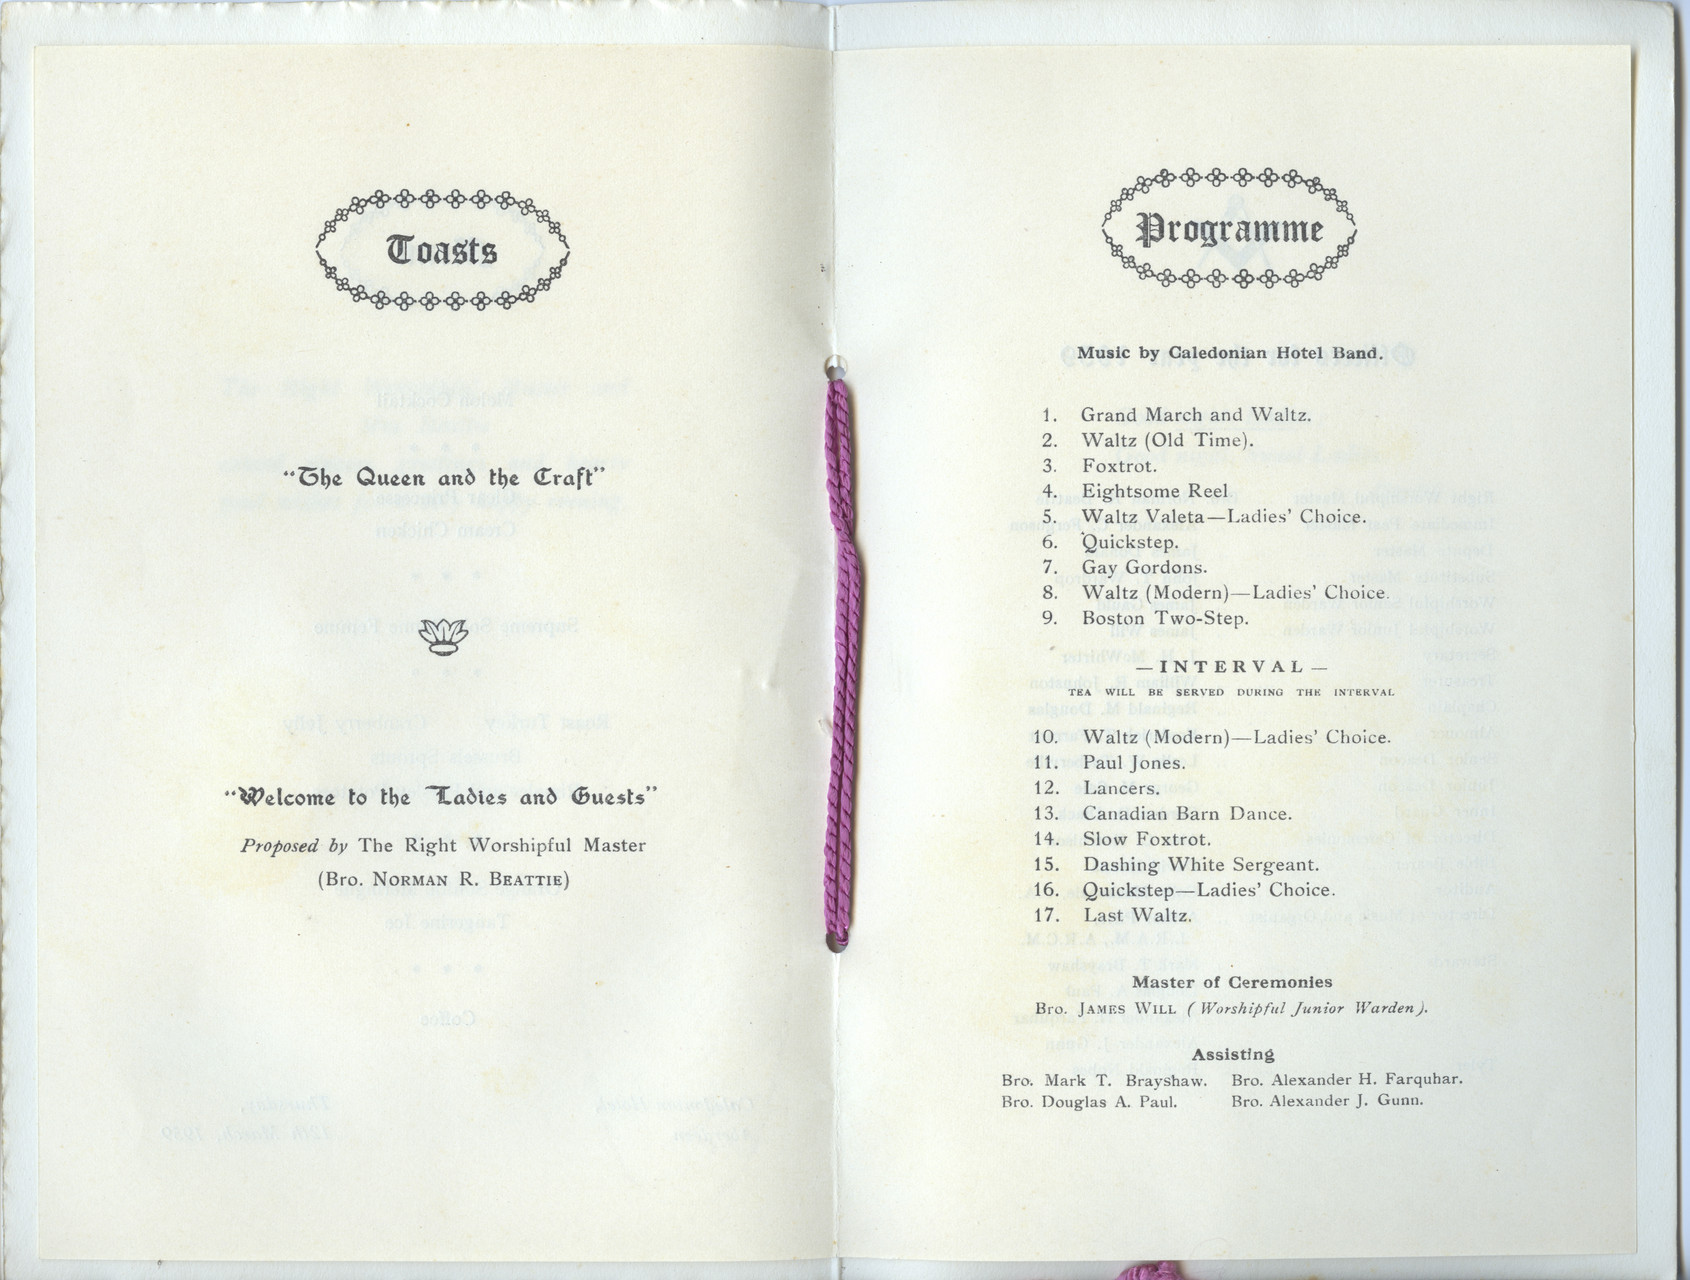 Toasts
“The Queen and the Craft”
“Welcome to the Ladies and Guests”
Proposed by The Right Worshipful Master
(Bro. NORMAN R. BEATTIE)
Programme
Music by Caledonian Hotel Band.
1. Grand March and Waltz.
2. Waltz (Old Time).
3. Foxtrot.
4. Eightsome Reel
5. Waltz Valeta—Ladies' Choice.
6. Quickstep.
7. Gay Gordons.
8. Waltz (Modern)—Ladies' Choice.
9. Boston Two-Step.
—INTERVAL—
TEA WILL BE SERVED DURING THE INTERVAL
10. Waltz (Modern)—Ladies' Choice.
11. Paul Jones.
12. Lancers.
13. Canadian Barn Dance.
14. Slow Foxtrot.
15. Dashing White Sergeant.
16. Quickstep—Ladies' Choice.
17. Last Waltz.
Master of Ceremonies
Bro. JAMES WILL (Worshipful Junior Warden).
Assisting
Bro. Mark T. Brayshaw. Bro. Alexander H. Farquhar.
Bro. Douglas A. Paul. Bro. Alexander J. Gunn.